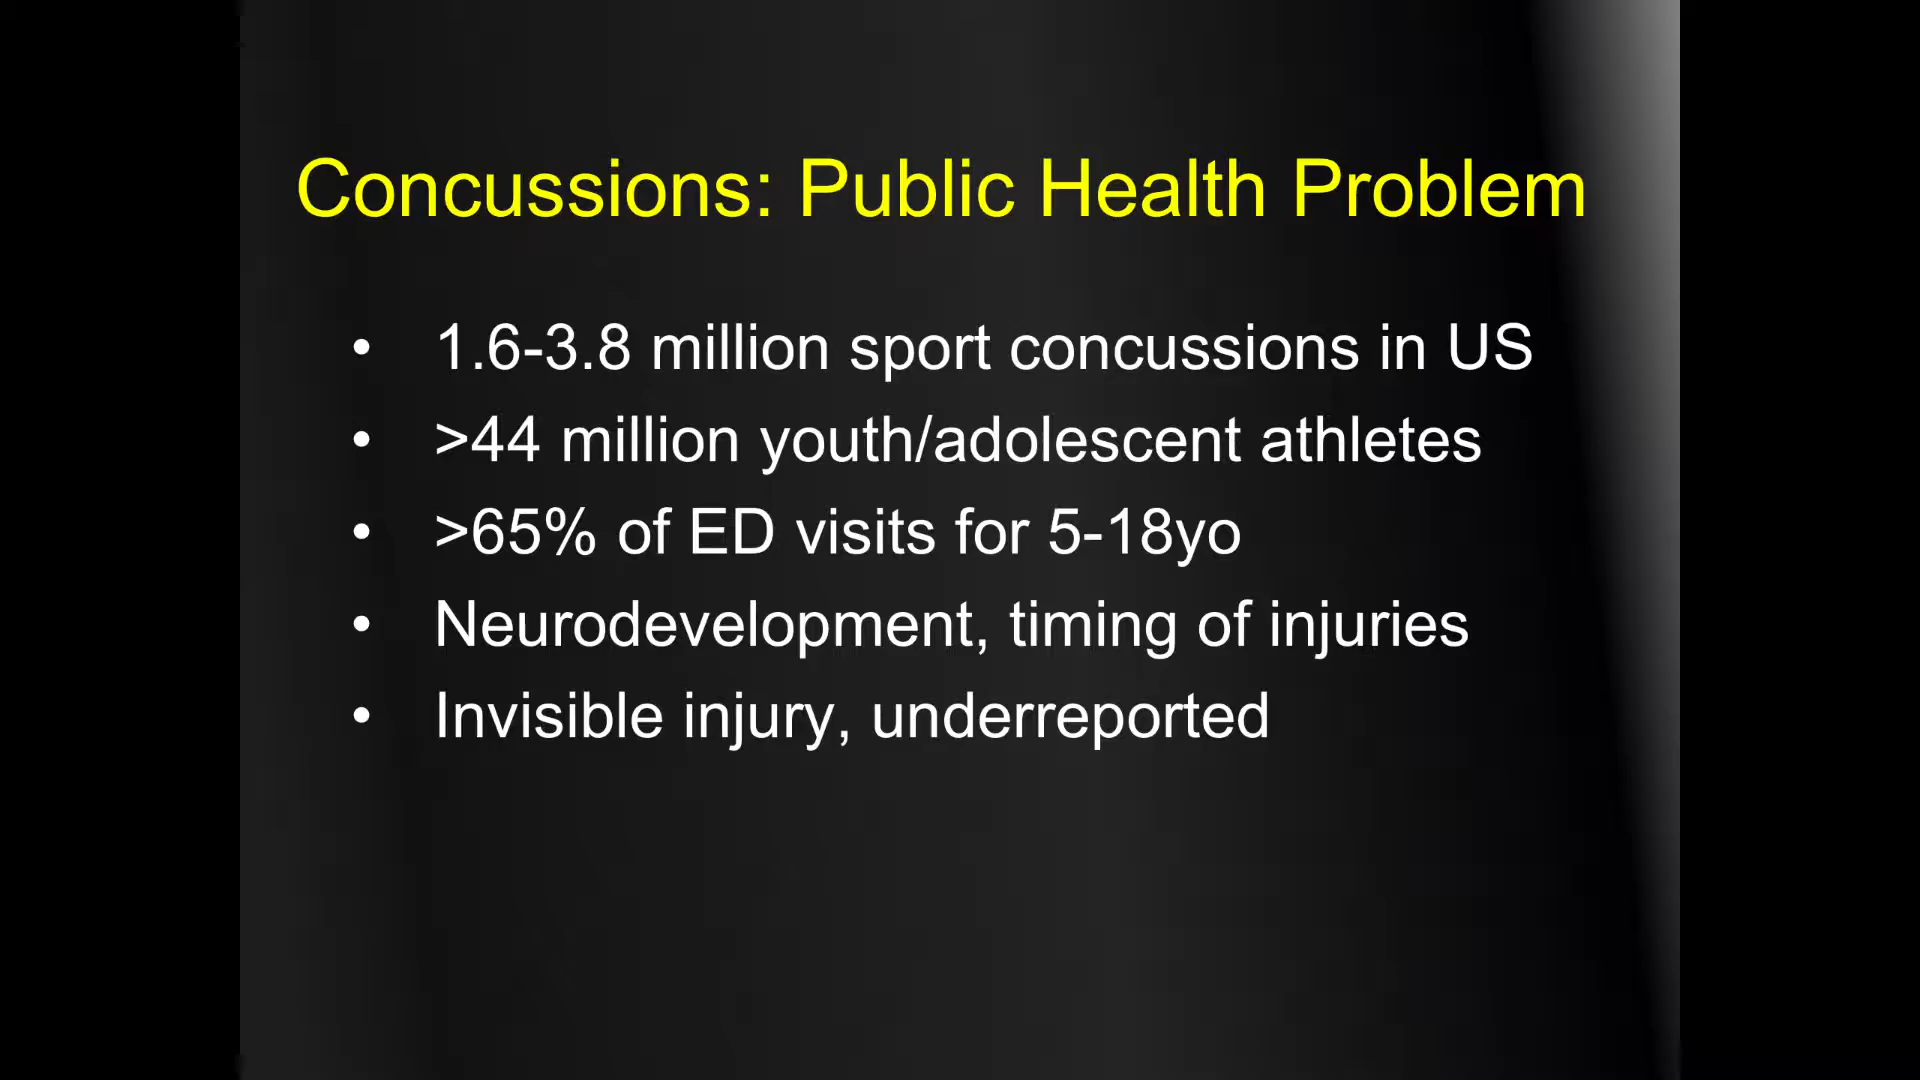 Concussions: Public Health Problem
• 1.6-3.8 million sport concussions in US
• >44 million youth/adolescent athletes
• >65% of ED visits for 5-18yo
• Neurodevelopment, timing of injuries
• Invisible injury, underreported